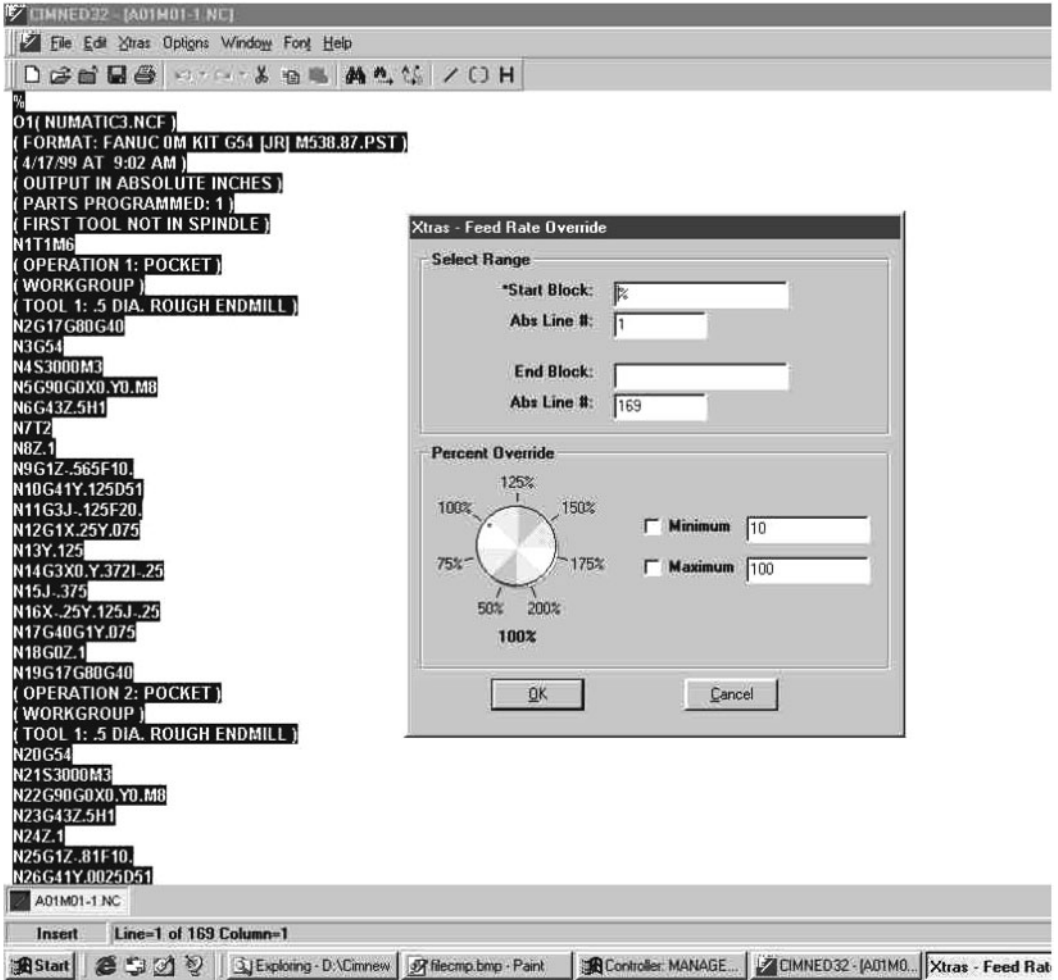 CIMNED32 - [A01M01-1.NC]
File Edit Xtras Options Window Font Help
H
%
O1( NUMATIC3.NCF )
( FORMAT: FANUC 0M KIT G54 [JR] M538.87.PST )
( 4/17/99 AT 9:02 AM )
( OUTPUT IN ABSOLUTE INCHES )
( PARTS PROGRAMMED: 1 )
( FIRST TOOL NOT IN SPINDLE )
N1T1M6
( OPERATION 1: POCKET )
( WORKGROUP )
( TOOL 1: .5 DIA. ROUGH ENDMILL )
N2G17G80G40
N3G54
N4S3000M3
N5G90G0X0.Y0.M8
N6G43Z.5H1
N7T2
N8Z.1
N9G1Z-.565F10.
N10G41Y.125D51
N11G3J-.125F20.
N12G1X.25Y.075
N13Y.125
N14G3X0.Y.372I-.25
N15J-.375
N16X-.25Y.125J-.25
N17G40G1Y.075
N18G0Z.1
N19G17G80G40
( OPERATION 2: POCKET )
( WORKGROUP )
( TOOL 1: .5 DIA. ROUGH ENDMILL )
N20G54
N21S3000M3
N22G90G0X0.Y0.M8
N23G43Z.5H1
N24Z.1
N25G1Z-.81F10.
N26G41Y.0025D51
Xtras - Feed Rate Override
Select Range
*Start Block: %
Abs Line #: 1
End Block:
Abs Line #: 169
Percent Override
125%
100% 150%
75% 175%
50% 200%
100%
Minimum 10
Maximum 100
OK Cancel
A01M01-1.NC
Insert Line=1 of 169 Column=1
Start Exploring - D:\Cimnew filecmp.bmp - Paint Controller: MANAGE... CIMNED32 - [A01M0... Xtras - Feed Rat